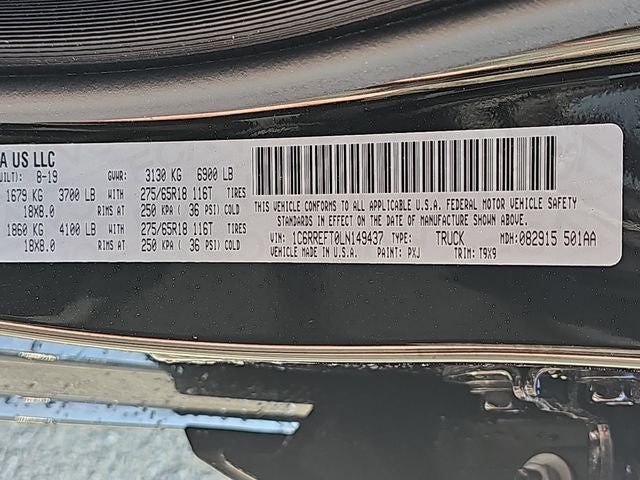 A US LLC
UILT): 8-19 GVWR: 3130 KG 6900 LB
1679 KG 3700 LB WITH 275/65R18 116T TIRES
18X8.0 RIMS AT 250 KPA ( 36 PSI) COLD
1860 KG 4100 LB WITH 275/65R18 116T TIRES
18X8.0 RIMS AT 250 KPA ( 36 PSI) COLD
THIS VEHICLE CONFORMS TO ALL APPLICABLE U.S.A. FEDERAL MOTOR VEHICLE SAFETY
STANDARDS IN EFFECT ON THE DATE OF MANUFACTURE SHOWN ABOVE.
VIN: 1C6RREFT0LN149437 TYPE: TRUCK MDH: 082915 501AA
VEHICLE MADE IN U.S.A. PAINT: PXJ TRIM: T9X9